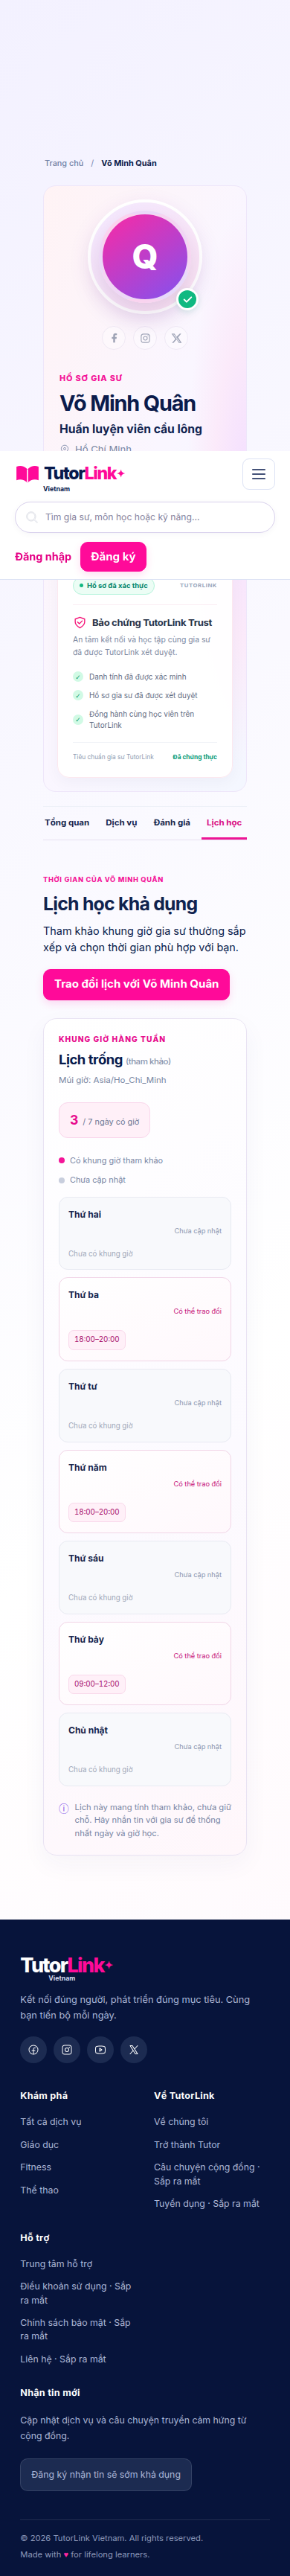 Trang chủ / Võ Minh Quân
Q
HỒ SƠ GIA SƯ
Võ Minh Quân
Huấn luyện viên cầu lông
Hồ Chí Minh
TutorLink
Vietnam
Tìm gia sư, môn học hoặc kỹ năng...
Đăng nhập
Đăng ký
Hồ sơ đã xác thực
TUTORLINK
Bảo chứng TutorLink Trust
An tâm kết nối và học tập cùng gia sư
đã được TutorLink xét duyệt.
Danh tính đã được xác minh
Hồ sơ gia sư đã được xét duyệt
Đồng hành cùng học viên trên
TutorLink
Tiêu chuẩn gia sư TutorLink
Đã chứng thực
Tổng quan
Dịch vụ
Đánh giá
Lịch học
THỜI GIAN CỦA VÕ MINH QUÂN
Lịch học khả dụng
Tham khảo khung giờ gia sư thường sắp
xếp và chọn thời gian phù hợp với bạn.
Trao đổi lịch với Võ Minh Quân
KHUNG GIỜ HÀNG TUẦN
Lịch trống (tham khảo)
Múi giờ: Asia/Ho_Chi_Minh
3 / 7 ngày có giờ
Có khung giờ tham khảo
Chưa cập nhật
Thứ hai
Chưa cập nhật
Chưa có khung giờ
Thứ ba
Có thể trao đổi
18:00–20:00
Thứ tư
Chưa cập nhật
Chưa có khung giờ
Thứ năm
Có thể trao đổi
18:00–20:00
Thứ sáu
Chưa cập nhật
Chưa có khung giờ
Thứ bảy
Có thể trao đổi
09:00–12:00
Chủ nhật
Chưa cập nhật
Chưa có khung giờ
Lịch này mang tính tham khảo, chưa giữ
chỗ. Hãy nhắn tin với gia sư để thống
nhất ngày và giờ học.
TutorLink
Vietnam
Kết nối đúng người, phát triển đúng mục tiêu. Cùng
bạn tiến bộ mỗi ngày.
Khám phá
Tất cả dịch vụ
Giáo dục
Fitness
Thể thao
Về TutorLink
Về chúng tôi
Trở thành Tutor
Câu chuyện cộng đồng ·
Sắp ra mắt
Tuyển dụng · Sắp ra mắt
Hỗ trợ
Trung tâm hỗ trợ
Điều khoản sử dụng · Sắp
ra mắt
Chính sách bảo mật · Sắp
ra mắt
Liên hệ · Sắp ra mắt
Nhận tin mới
Cập nhật dịch vụ và câu chuyện truyền cảm hứng từ
cộng đồng.
Đăng ký nhận tin sẽ sớm khả dụng
© 2026 TutorLink Vietnam. All rights reserved.
Made with ♥ for lifelong learners.